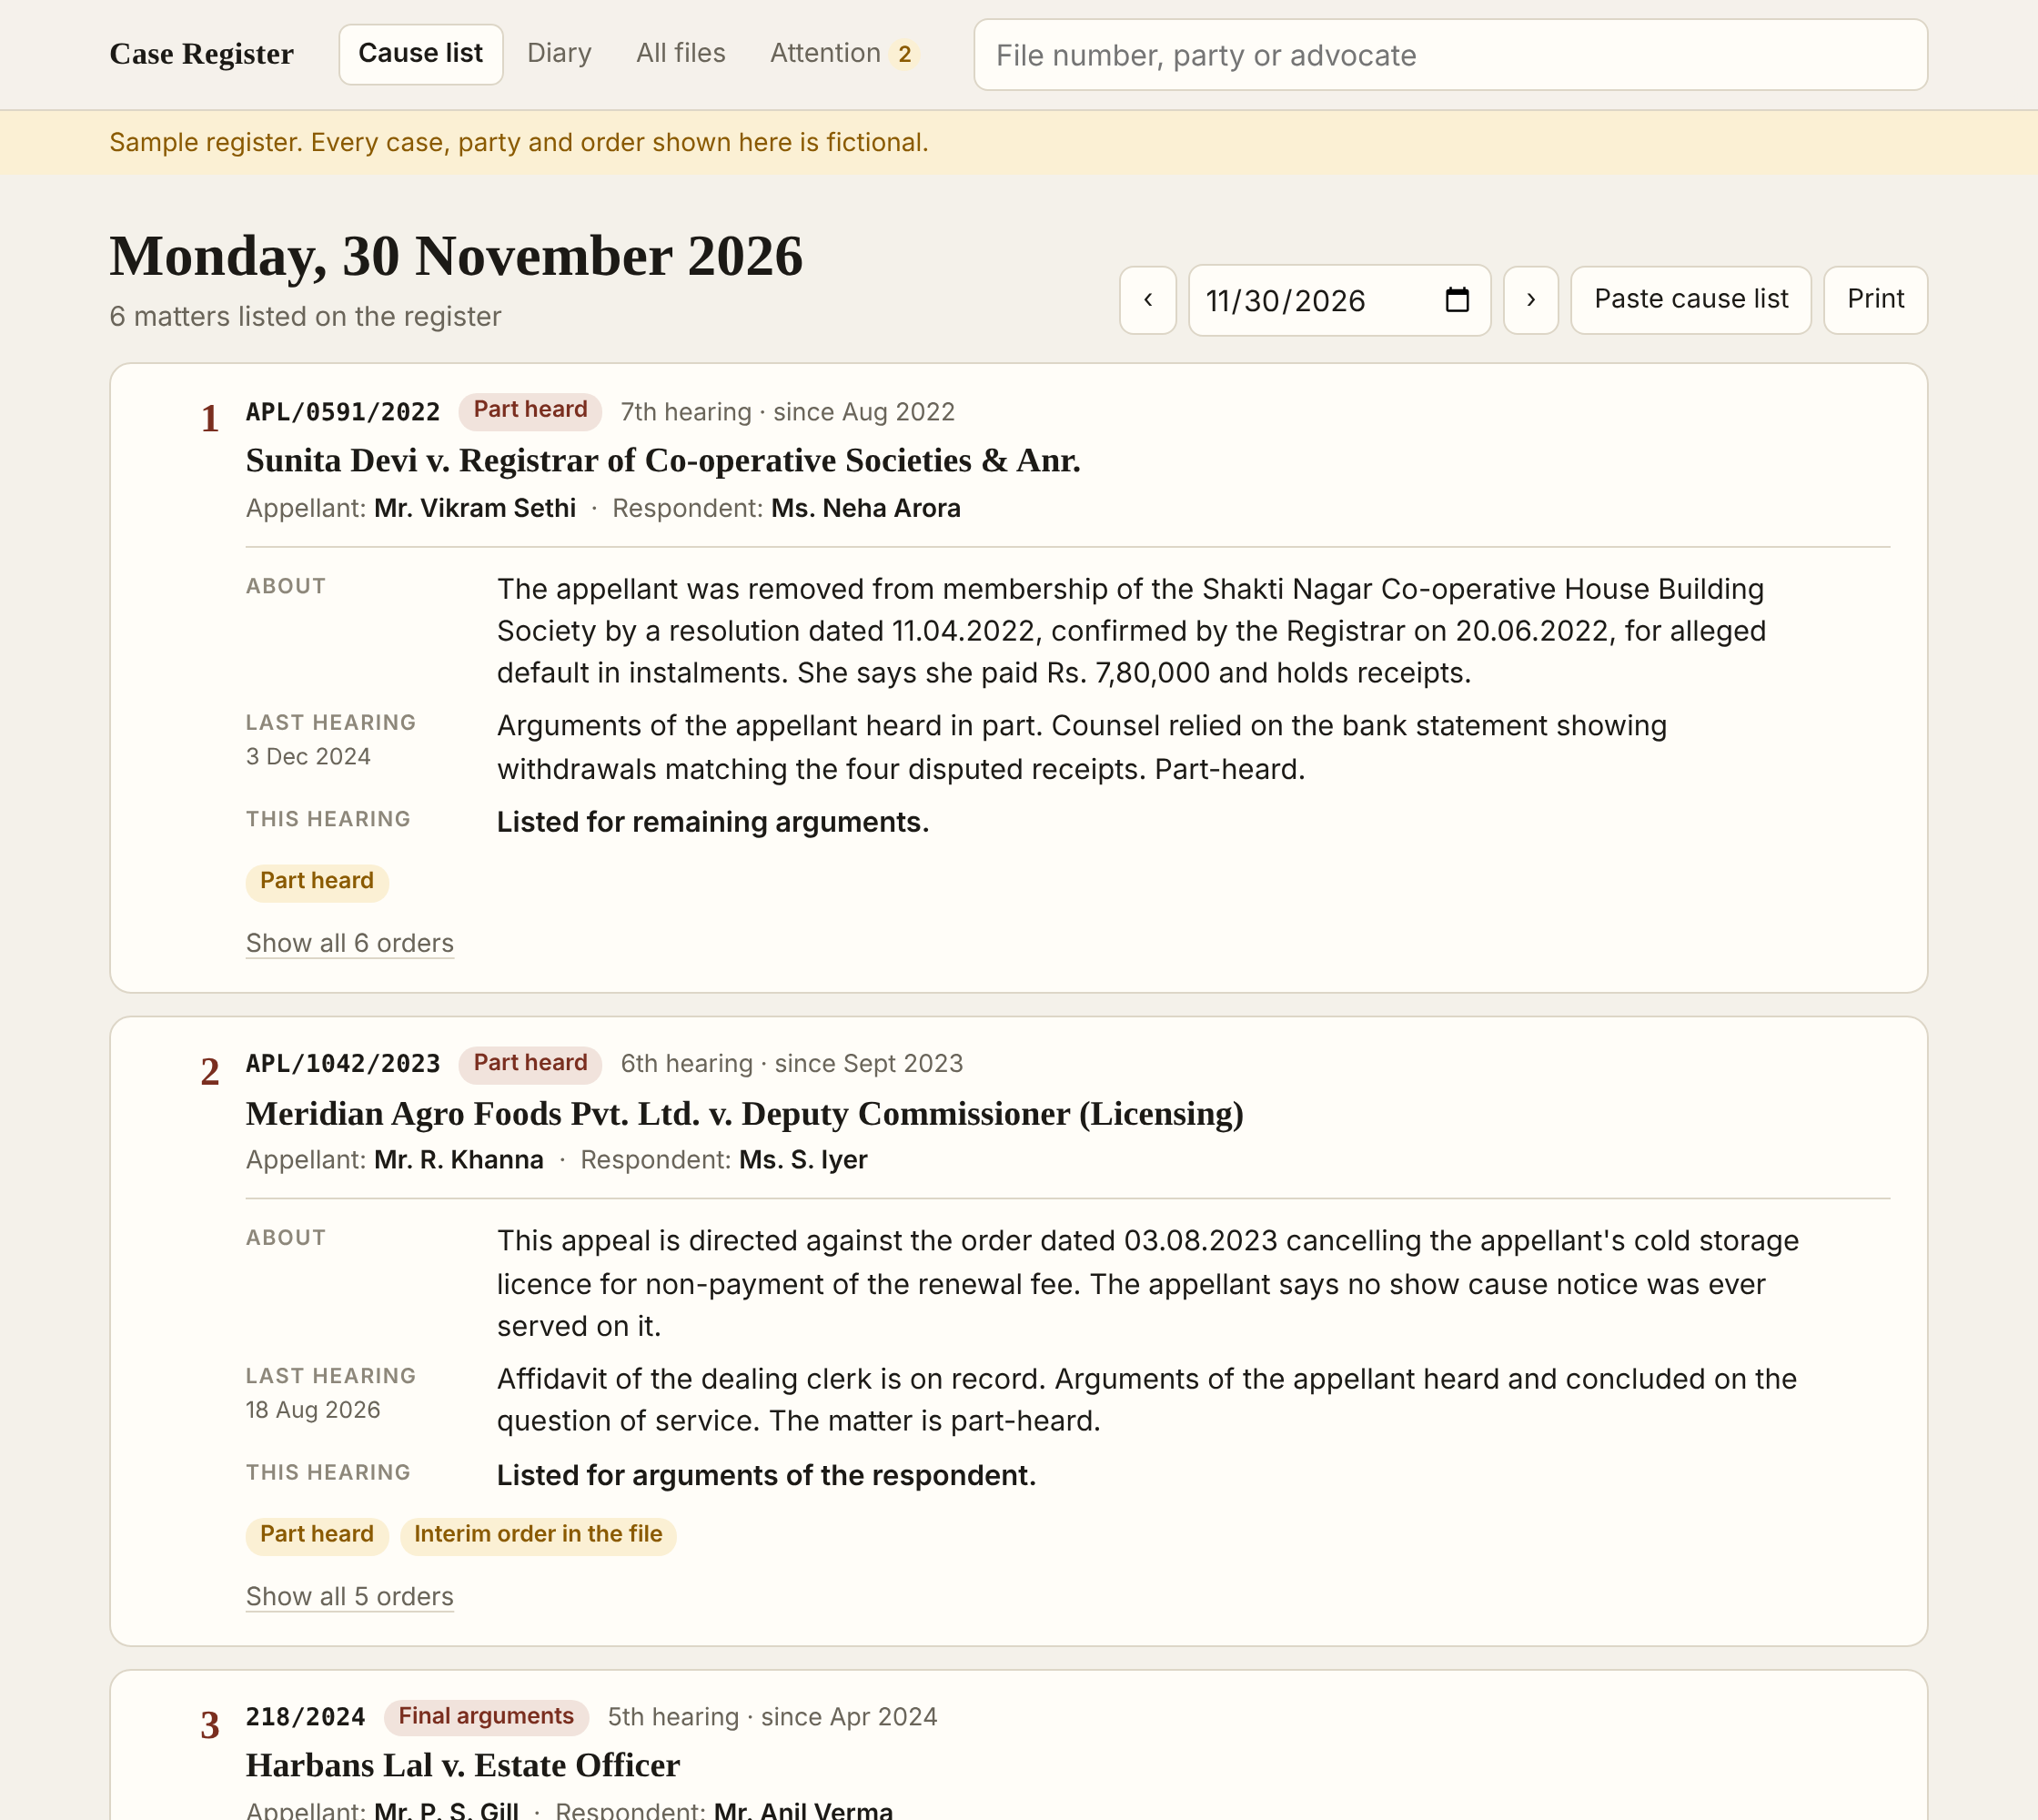 Case Register Cause list Diary All files Attention 2 File number, party or advocate
Sample register. Every case, party and order shown here is fictional.
Monday, 30 November 2026
6 matters listed on the register
‹ 11/30/2026 › Paste cause list Print
1 APL/0591/2022 Part heard 7th hearing · since Aug 2022
Sunita Devi v. Registrar of Co-operative Societies & Anr.
Appellant: Mr. Vikram Sethi · Respondent: Ms. Neha Arora
ABOUT The appellant was removed from membership of the Shakti Nagar Co-operative House Building
Society by a resolution dated 11.04.2022, confirmed by the Registrar on 20.06.2022, for alleged
default in instalments. She says she paid Rs. 7,80,000 and holds receipts.
LAST HEARING Arguments of the appellant heard in part. Counsel relied on the bank statement showing
3 Dec 2024 withdrawals matching the four disputed receipts. Part-heard.
THIS HEARING Listed for remaining arguments.
Part heard
Show all 6 orders
2 APL/1042/2023 Part heard 6th hearing · since Sept 2023
Meridian Agro Foods Pvt. Ltd. v. Deputy Commissioner (Licensing)
Appellant: Mr. R. Khanna · Respondent: Ms. S. Iyer
ABOUT This appeal is directed against the order dated 03.08.2023 cancelling the appellant's cold storage
licence for non-payment of the renewal fee. The appellant says no show cause notice was ever
served on it.
LAST HEARING Affidavit of the dealing clerk is on record. Arguments of the appellant heard and concluded on the
18 Aug 2026 question of service. The matter is part-heard.
THIS HEARING Listed for arguments of the respondent.
Part heard Interim order in the file
Show all 5 orders
3 218/2024 Final arguments 5th hearing · since Apr 2024
Harbans Lal v. Estate Officer
Appellant: Mr. P. S. Gill · Respondent: Mr. Anil Verma